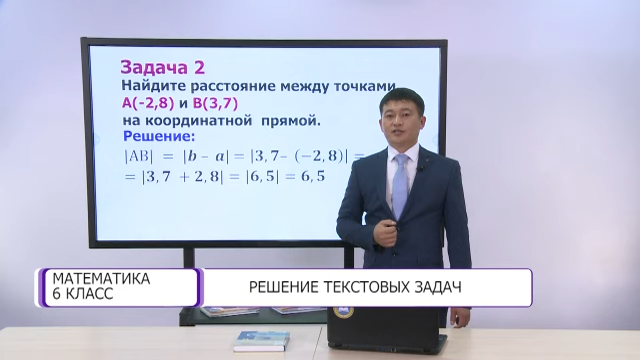 Задача 2
Найдите расстояние между точками
А(-2,8) и В(3,7)
на координатной прямой.
Решение:
|AB| = |b − a| = |3,7− (−2,8)| =
= |3,7 +2,8| = |6,5| = 6,5
МАТЕМАТИКА
6 КЛАСС
РЕШЕНИЕ ТЕКСТОВЫХ ЗАДАЧ